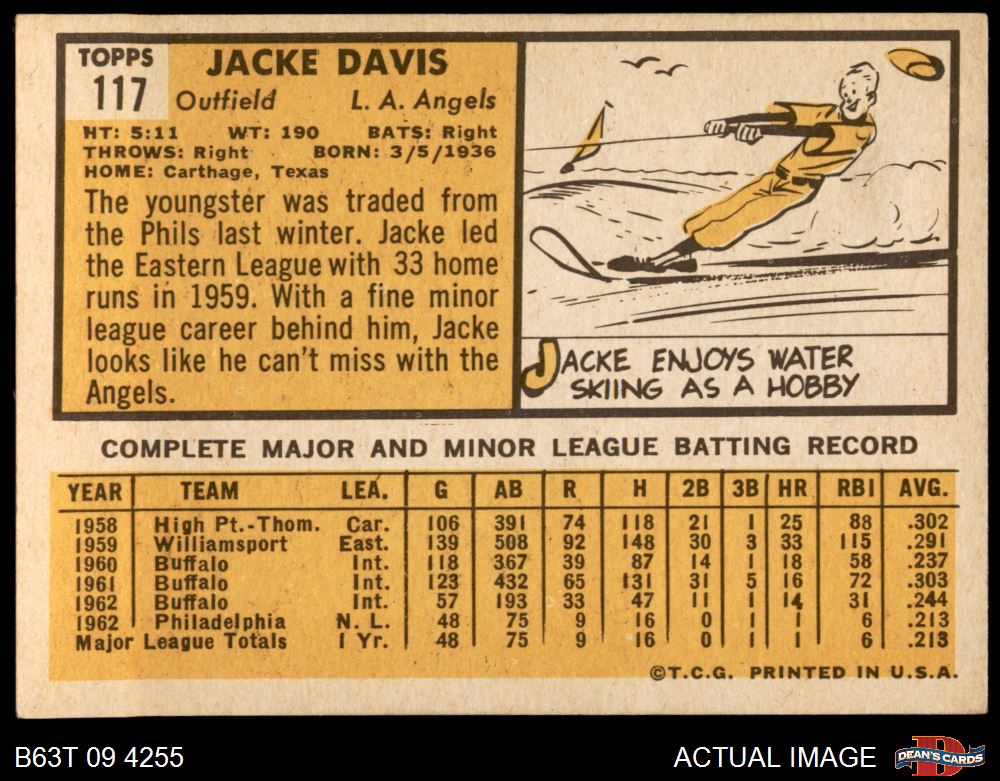 TOPPS
117
JACKE DAVIS
Outfield L. A. Angels
HT: 5:11 WT: 190 BATS: Right
THROWS: Right BORN: 3/5/1936
HOME: Carthage, Texas
The youngster was traded from
the Phils last winter. Jacke led
the Eastern League with 33 home
runs in 1959. With a fine minor
league career behind him, Jacke
looks like he can't miss with the
Angels.
JACKE ENJOYS WATER
SKIING AS A HOBBY
COMPLETE MAJOR AND MINOR LEAGUE BATTING RECORD
YEAR TEAM LEA. G AB R H 2B 3B HR RBI AVG.
1958 High Pt.-Thom. Car. 106 391 74 118 21 1 25 88 .302
1959 Williamsport East. 139 508 92 148 30 3 33 115 .291
1960 Buffalo Int. 118 367 39 87 14 1 18 58 .237
1961 Buffalo Int. 123 432 65 131 31 5 16 72 .303
1962 Buffalo Int. 57 193 33 47 11 1 14 31 .244
1962 Philadelphia N. L. 48 75 9 16 0 1 1 6 .213
Major League Totals 1 Yr. 48 75 9 16 0 1 1 6 .213
©T.C.G. PRINTED IN U.S.A.
B63T 09 4255 ACTUAL IMAGE
D
DEAN'S CARDS